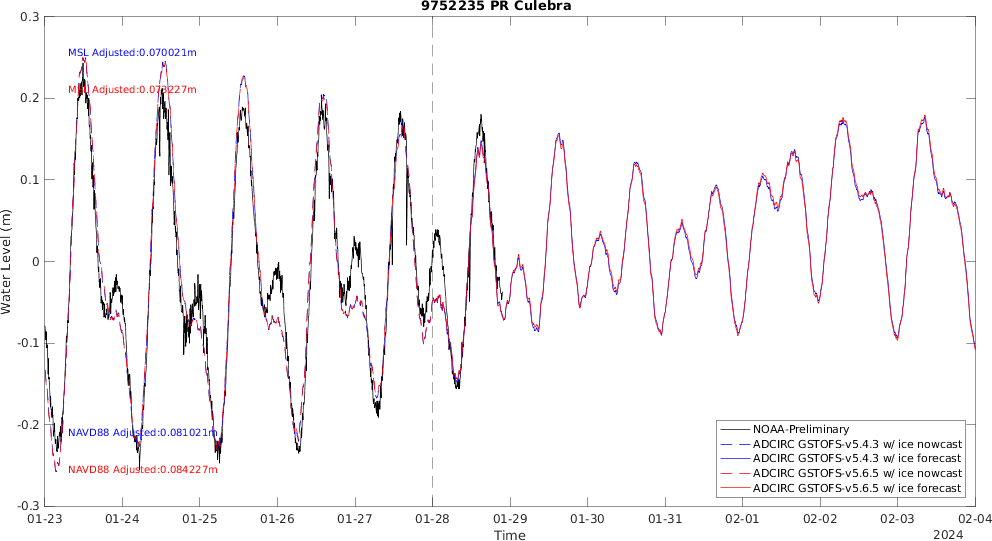 9752235 PR Culebra
0.3
0.2
0.1
0
-0.1
-0.2
-0.3
Water Level (m)
MSL Adjusted:0.070021m
MSL Adjusted:0.073227m
NAVD88 Adjusted:0.081021m
NAVD88 Adjusted:0.084227m
NOAA-Preliminary
ADCIRC GSTOFS-v5.4.3 w/ ice nowcast
ADCIRC GSTOFS-v5.4.3 w/ ice forecast
ADCIRC GSTOFS-v5.6.5 w/ ice nowcast
ADCIRC GSTOFS-v5.6.5 w/ ice forecast
01-23 01-24 01-25 01-26 01-27 01-28 01-29 01-30 01-31 02-01 02-02 02-03 02-04
Time
2024